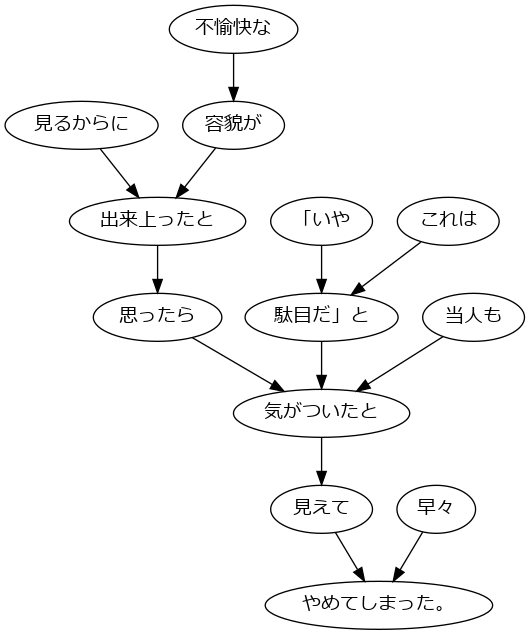 不愉快な
見るからに
容貌が
出来上ったと
「いや
これは
思ったら
駄目だ」と
当人も
気がついたと
見えて
早々
やめてしまった。